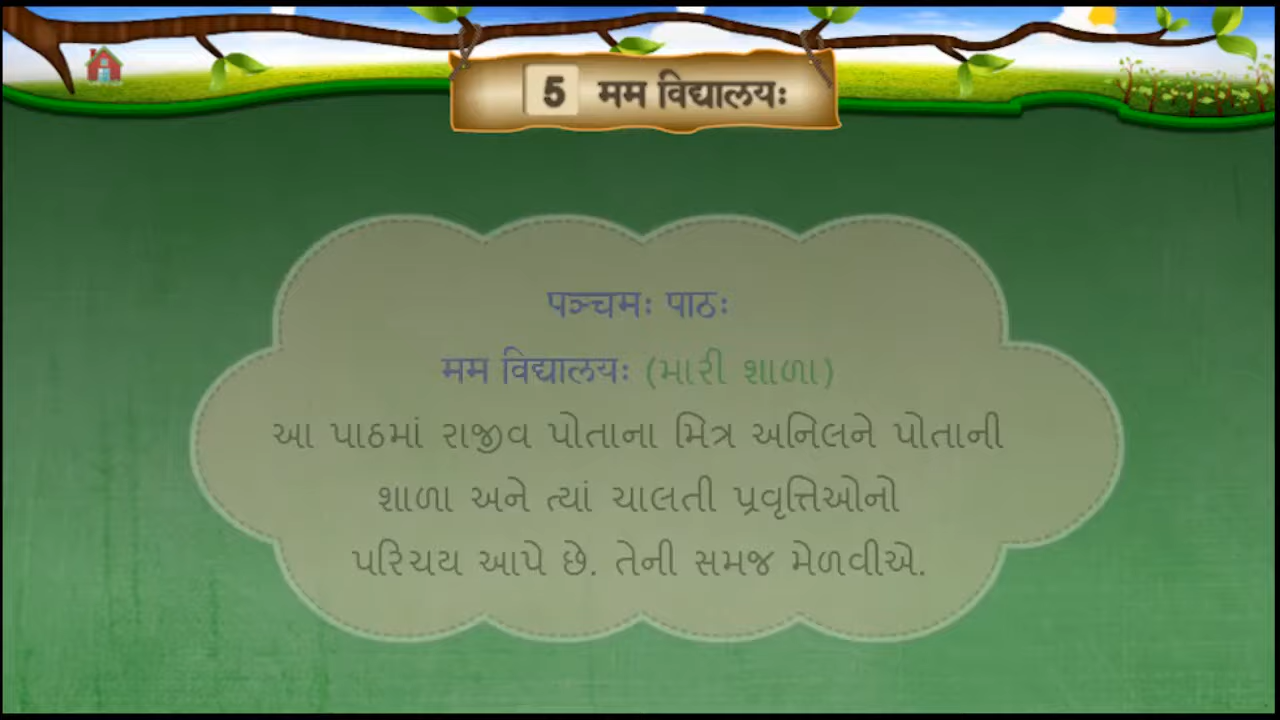 5 मम विद्यालयः
पञ्चमः पाठः
मम विद्यालयः (મારી શાળા)
આ પાઠમાં રાજીવ પોતાના મિત્ર અનિલને પોતાની
શાળા અને ત્યાં ચાલતી પ્રવૃત્તિઓનો
પરિચય આપે છે. તેની સમજ મેળવીએ.